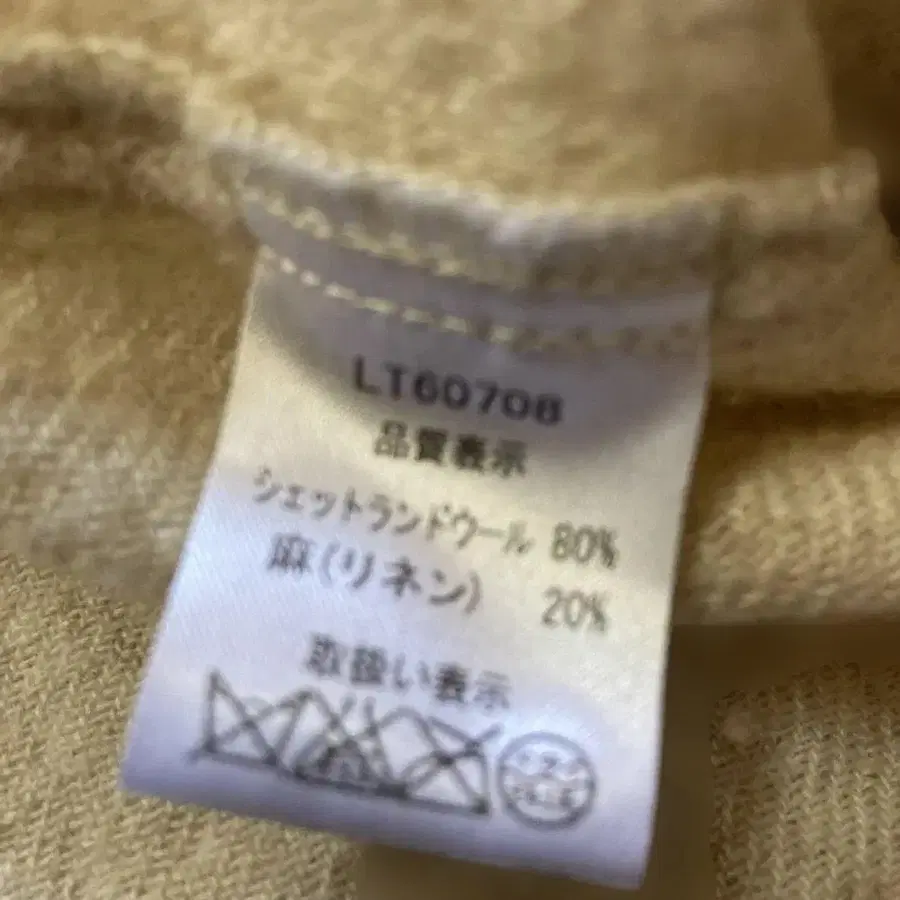 LT60708
品質表示
シェットランドウール 80%
麻(リネン) 20%
取扱い表示